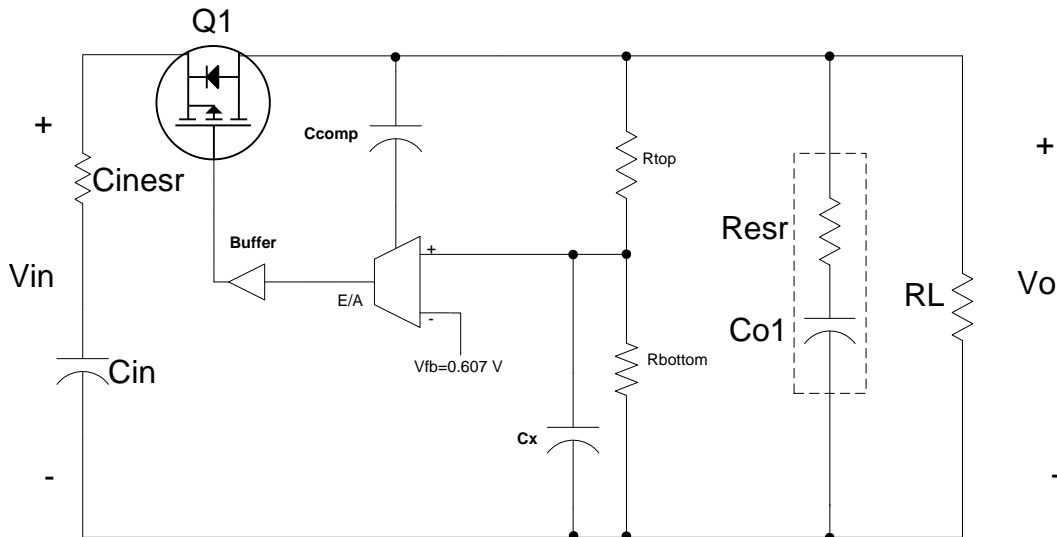 Q1
+
Cinesr
Vin
Cin
-
Ccomp
Buffer
E/A
+
-
Vfb=0.607 V
Rtop
Rbottom
Cx
Resr
Co1
RL
+
Vo
-